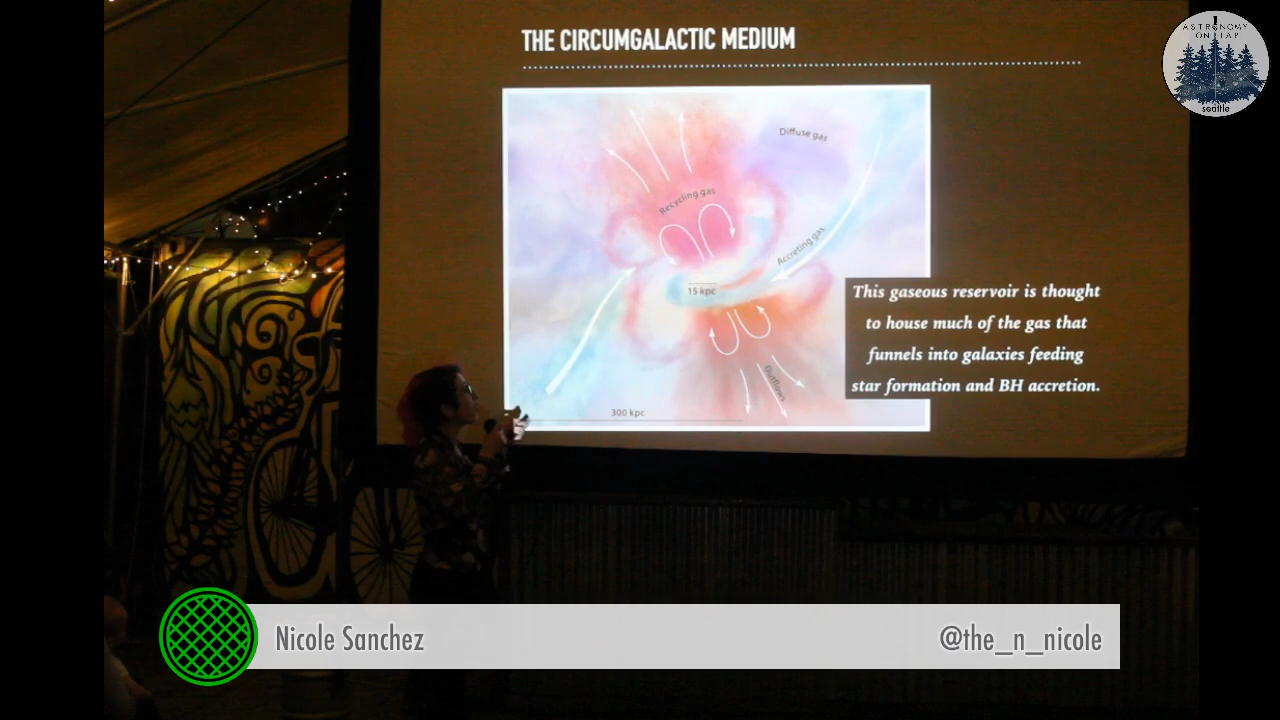 THE CIRCUMGALACTIC MEDIUM
ASTRONOMY
ON TAP
seattle
Diffuse gas
Recycling gas
Accreting gas
15 kpc
This gaseous reservoir is thought
to house much of the gas that
funnels into galaxies feeding
star formation and BH accretion.
Outflows
300 kpc
Nicole Sanchez
@the_n_nicole